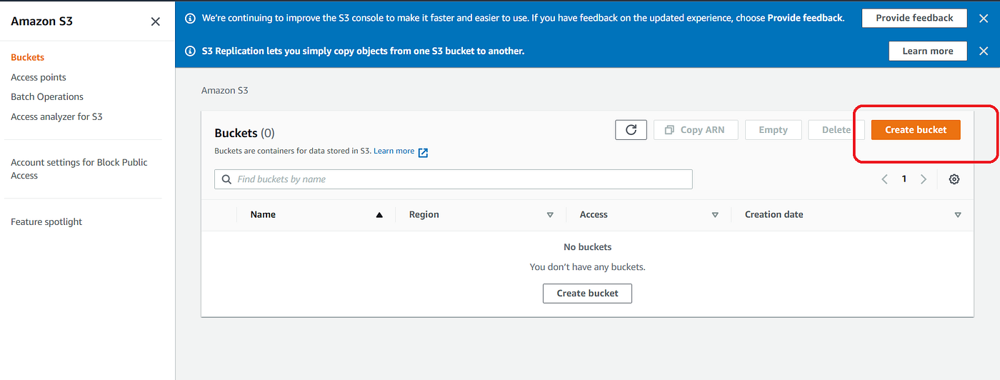 Amazon S3
Buckets
Access points
Batch Operations
Access analyzer for S3
Account settings for Block Public
Access
Feature spotlight
We’re continuing to improve the S3 console to make it faster and easier to use. If you have feedback on the updated experience, choose Provide feedback.
Provide feedback
S3 Replication lets you simply copy objects from one S3 bucket to another.
Learn more
Amazon S3
Buckets (0)
Copy ARN
Empty
Delete
Create bucket
Buckets are containers for data stored in S3. Learn more
Find buckets by name
1
Name
Region
Access
Creation date
No buckets
You don’t have any buckets.
Create bucket